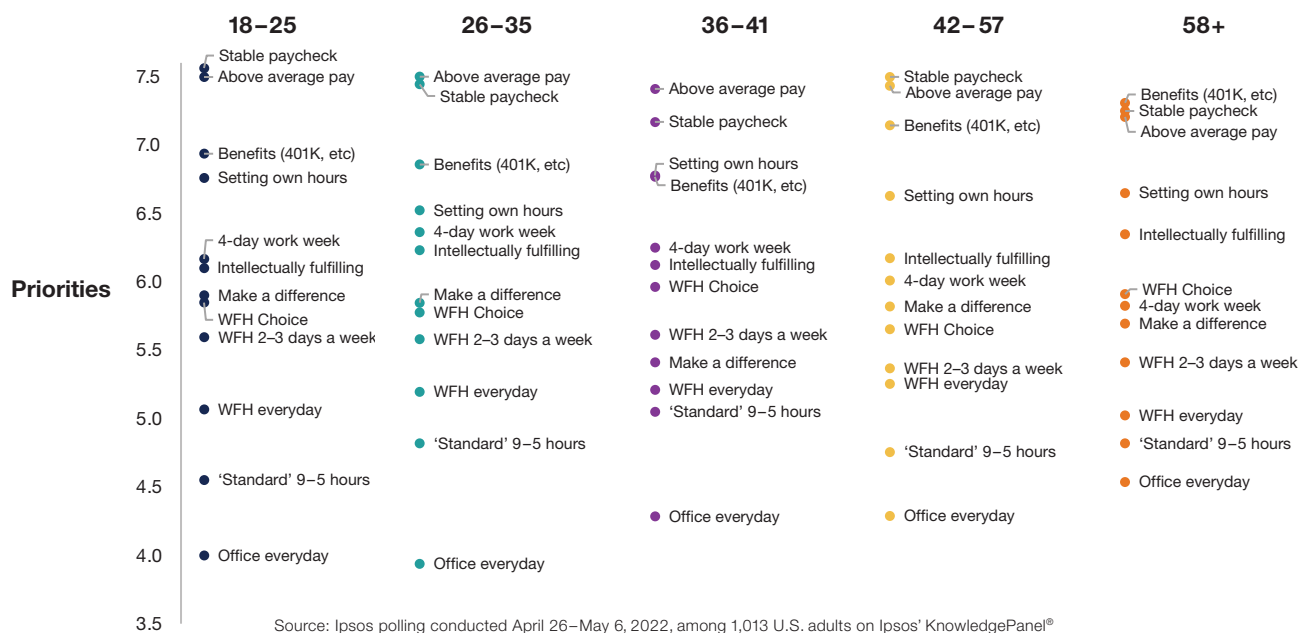 18–25
26–35
36–41
42–57
58+
Priorities
7.5
7.0
6.5
6.0
5.5
5.0
4.5
4.0
3.5
Stable paycheck
Above average pay
Benefits (401K, etc)
Setting own hours
4-day work week
Intellectually fulfilling
Make a difference
WFH Choice
WFH 2–3 days a week
WFH everyday
‘Standard’ 9–5 hours
Office everyday
Above average pay
Stable paycheck
Benefits (401K, etc)
Setting own hours
4-day work week
Intellectually fulfilling
Make a difference
WFH Choice
WFH 2–3 days a week
WFH everyday
‘Standard’ 9–5 hours
Office everyday
Above average pay
Stable paycheck
Setting own hours
Benefits (401K, etc)
4-day work week
Intellectually fulfilling
WFH Choice
WFH 2–3 days a week
Make a difference
WFH everyday
‘Standard’ 9–5 hours
Office everyday
Stable paycheck
Above average pay
Benefits (401K, etc)
Setting own hours
Intellectually fulfilling
4-day work week
Make a difference
WFH Choice
WFH 2–3 days a week
WFH everyday
‘Standard’ 9–5 hours
Office everyday
Benefits (401K, etc)
Stable paycheck
Above average pay
Setting own hours
Intellectually fulfilling
WFH Choice
4-day work week
Make a difference
WFH 2–3 days a week
WFH everyday
‘Standard’ 9–5 hours
Office everyday
Source: Ipsos polling conducted April 26–May 6, 2022, among 1,013 U.S. adults on Ipsos’ KnowledgePanel®